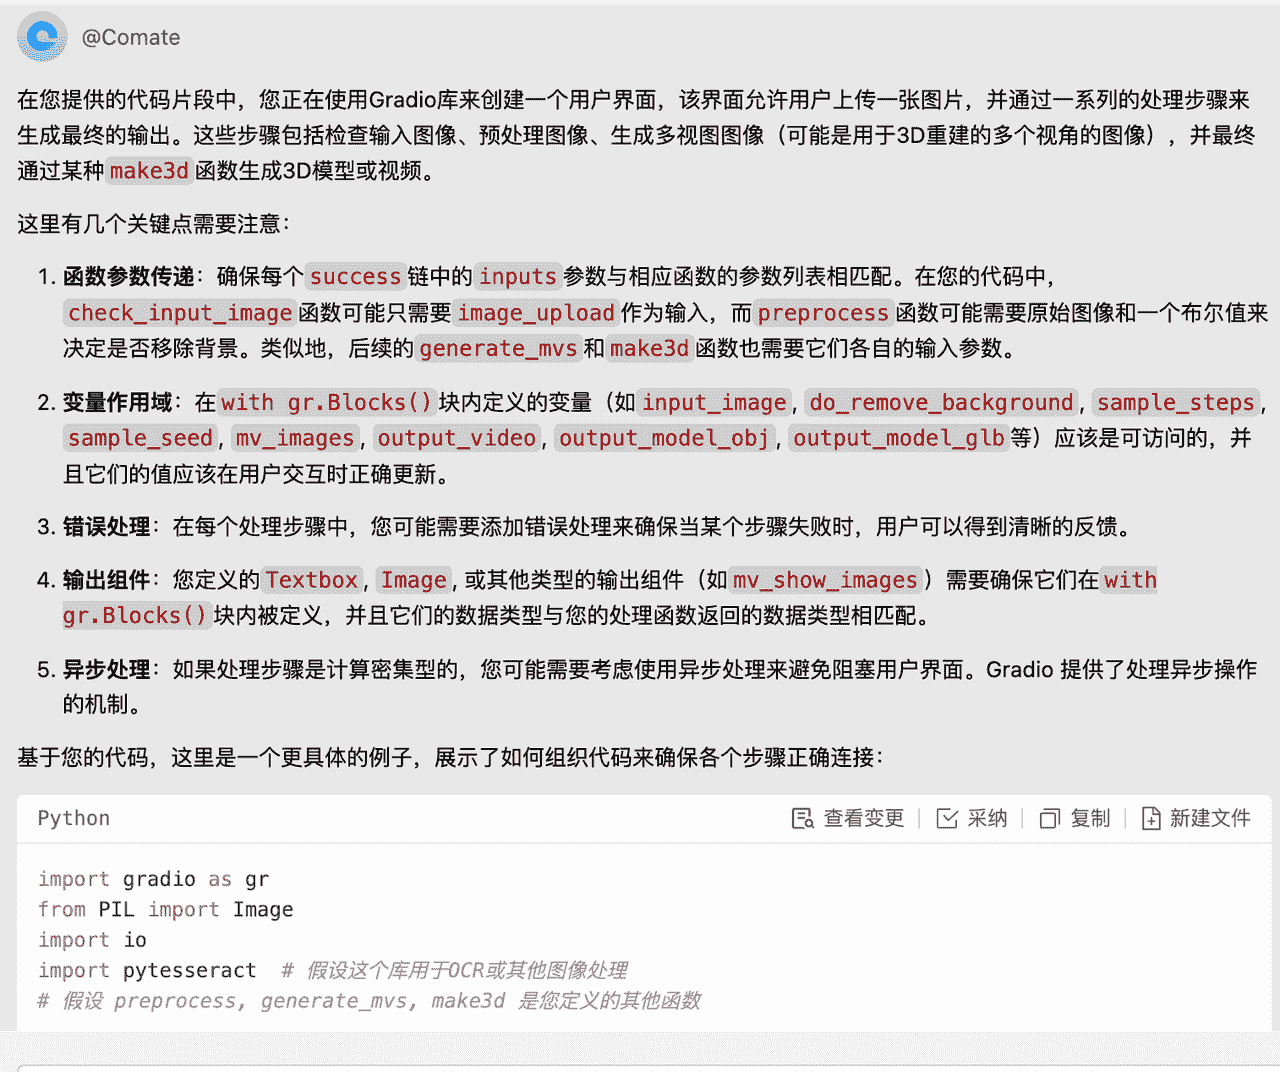 @Comate
在您提供的代码片段中，您正在使用Gradio库来创建一个用户界面，该界面允许用户上传一张图片，并通过一系列的处理步骤来
生成最终的输出。这些步骤包括检查输入图像、预处理图像、生成多视图图像（可能是用于3D重建的多个视角的图像），并最终
通过某种make3d函数生成3D模型或视频。
这里有几个关键点需要注意：
1. 函数参数传递：确保每个success链中的inputs参数与相应函数的参数列表相匹配。在您的代码中，
check_input_image函数可能只需要image_upload作为输入，而preprocess函数可能需要原始图像和一个布尔值来
决定是否移除背景。类似地，后续的generate_mvs和make3d函数也需要它们各自的输入参数。
2. 变量作用域：在with gr.Blocks()块内定义的变量（如input_image, do_remove_background, sample_steps,
sample_seed, mv_images, output_video, output_model_obj, output_model_glb等）应该是可访问的，并
且它们的值应该在用户交互时正确更新。
3. 错误处理：在每个处理步骤中，您可能需要添加错误处理来确保当某个步骤失败时，用户可以得到清晰的反馈。
4. 输出组件：您定义的Textbox, Image, 或其他类型的输出组件（如mv_show_images）需要确保它们在with
gr.Blocks()块内被定义，并且它们的数据类型与您的处理函数返回的数据类型相匹配。
5. 异步处理：如果处理步骤是计算密集型的，您可能需要考虑使用异步处理来避免阻塞用户界面。Gradio 提供了处理异步操作
的机制。
基于您的代码，这里是一个更具体的例子，展示了如何组织代码来确保各个步骤正确连接：
Python 查看变更 采纳 复制 新建文件
import gradio as gr
from PIL import Image
import io
import pytesseract  # 假设这个库用于OCR或其他图像处理
# 假设 preprocess, generate_mvs, make3d 是您定义的其他函数